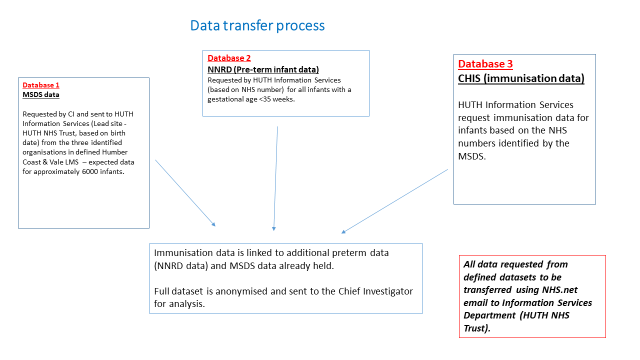 Data transfer process
Database 1
MSDS data
Requested by CI and sent to HUTH
Information Services (Lead site -
HUTH NHS Trust, based on birth
date) from the three identified
organisations in defined Humber
Coast & Vale LMS – expected data
for approximately 6000 infants.
Database 2
NNRD (Pre-term infant data)
Requested by HUTH Information Services
(based on NHS number) for all infants with a
gestational age <35 weeks.
Database 3
CHIS (immunisation data)
HUTH Information Services
request immunisation data for
infants based on the NHS
numbers identified by the
MSDS.
Immunisation data is linked to additional preterm data
(NNRD data) and MSDS data already held.
Full dataset is anonymised and sent to the Chief Investigator
for analysis.
All data requested from
defined datasets to be
transferred using NHS.net
email to Information Services
Department (HUTH NHS
Trust).